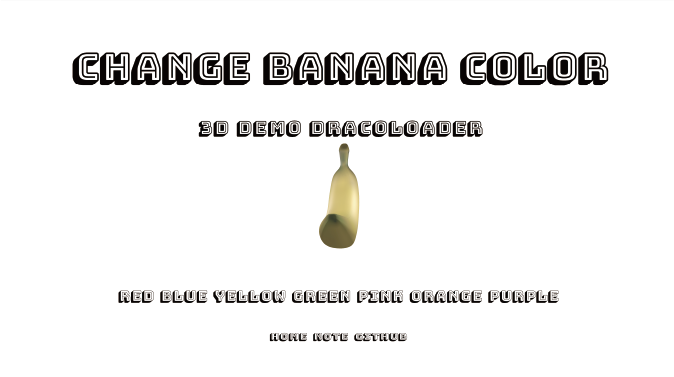 CHANGE BANANA COLOR
3D DEMO DRACOLOADER
RED BLUE YELLOW GREEN PINK ORANGE PURPLE
HOME NOTE GITHUB